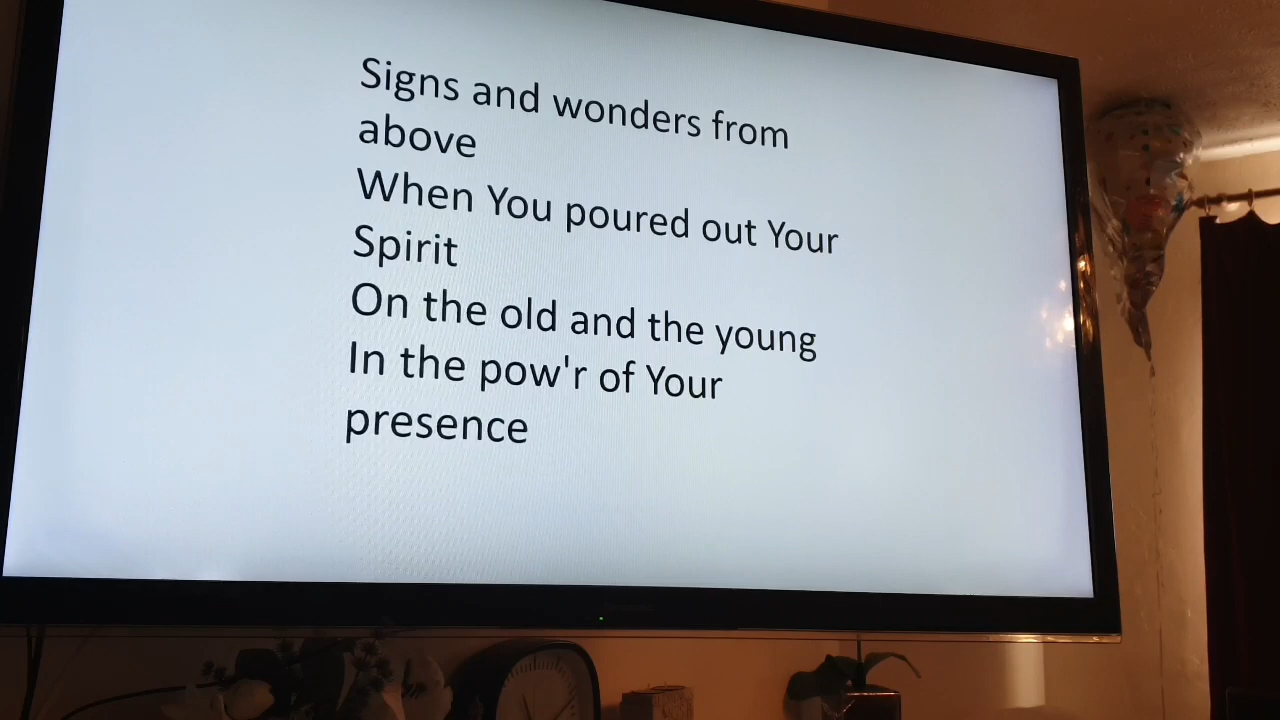 Signs and wonders from
above
When You poured out Your
Spirit
On the old and the young
In the pow'r of Your
presence